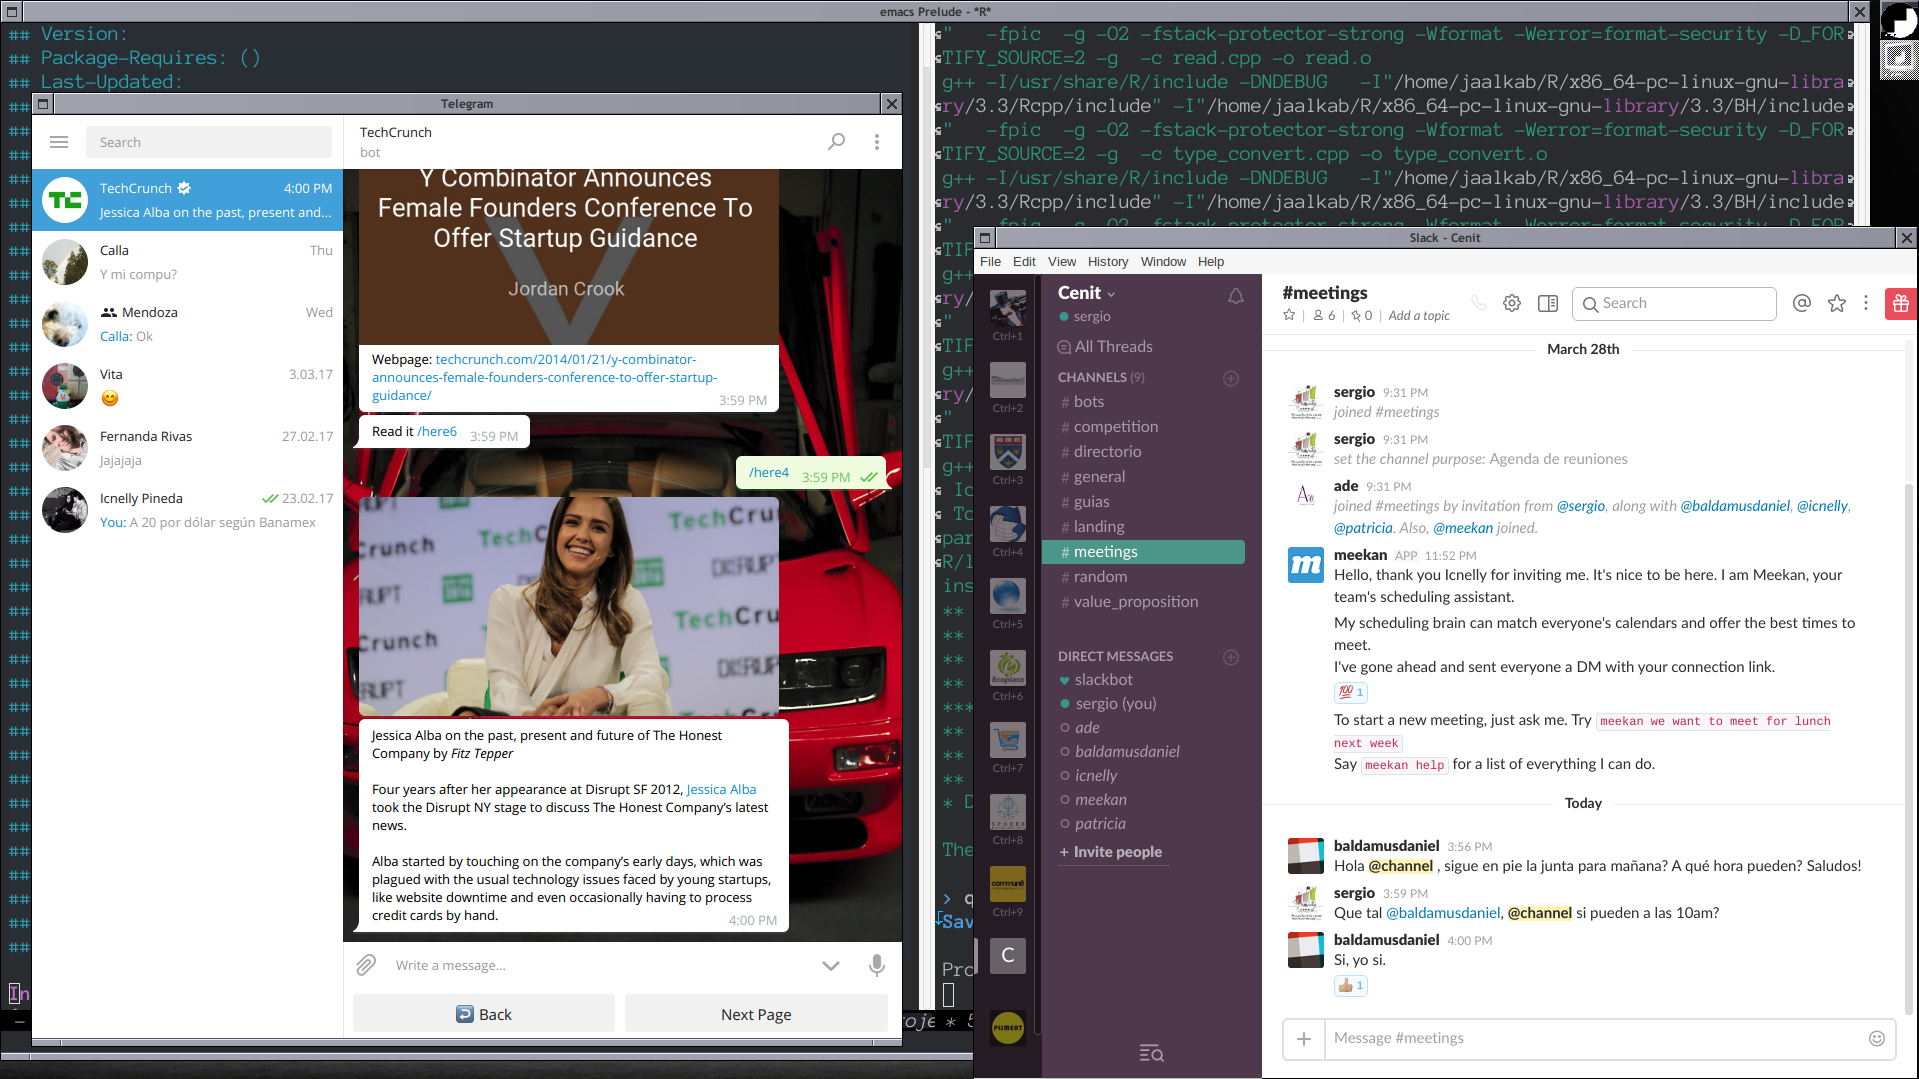 emacs Prelude - *R*
## Version:
## Package-Requires: ()
## Last-Updated:
"   -fpic  -g -O2 -fstack-protector-strong -Wformat -Werror=format-security -D_FOR
TIFY_SOURCE=2 -g  -c read.cpp -o read.o
g++ -I/usr/share/R/include -DNDEBUG   -I"/home/jaalkab/R/x86_64-pc-linux-gnu-libra
ry/3.3/Rcpp/include" -I"/home/jaalkab/R/x86_64-pc-linux-gnu-library/3.3/BH/include
"   -fpic  -g -O2 -fstack-protector-strong -Wformat -Werror=format-security -D_FOR
TIFY_SOURCE=2 -g  -c type_convert.cpp -o type_convert.o
g++ -I/usr/share/R/include -DNDEBUG   -I"/home/jaalkab/R/x86_64-pc-linux-gnu-libra
ry/3.3/Rcpp/include" -I"/home/jaalkab/R/x86_64-pc-linux-gnu-library/3.3/BH/include
Telegram
Search
TechCrunch
bot
TechCrunch 4:00 PM
Jessica Alba on the past, present and...
Calla Thu
Y mi compu?
Mendoza Wed
Calla: Ok
Vita 3.03.17
Fernanda Rivas 27.02.17
Jajajaja
Icnelly Pineda 23.02.17
You: A 20 por dólar según Banamex
Y Combinator Announces
Female Founders Conference To
Offer Startup Guidance
Jordan Crook
Webpage: techcrunch.com/2014/01/21/y-combinator-
announces-female-founders-conference-to-offer-startup-
guidance/
3:59 PM
Read it /here6 3:59 PM
/here4 3:59 PM
Jessica Alba on the past, present and future of The Honest
Company by Fitz Tepper
Four years after her appearance at Disrupt SF 2012, Jessica Alba
took the Disrupt NY stage to discuss The Honest Company's latest
news.
Alba started by touching on the company's early days, which was
plagued with the usual technology issues faced by young startups,
like website downtime and even occasionally having to process
credit cards by hand.
4:00 PM
Write a message...
Back
Next Page
Slack - Cenit
File Edit View History Window Help
Ctrl+1
Ctrl+2
Ctrl+3
Ctrl+4
Ctrl+5
Ctrl+6
Ctrl+7
Ctrl+8
Ctrl+9
C
Cenit
sergio
All Threads
CHANNELS (9)
# bots
# competition
# directorio
# general
# guias
# landing
# meetings
# random
# value_proposition
DIRECT MESSAGES
slackbot
sergio (you)
ade
baldamusdaniel
icnelly
meekan
patricia
+ Invite people
#meetings
6 | 0 | Add a topic
Search
March 28th
sergio 9:31 PM
joined #meetings
sergio 9:31 PM
set the channel purpose: Agenda de reuniones
ade 9:31 PM
joined #meetings by invitation from @sergio, along with @baldamusdaniel, @icnelly,
@patricia. Also, @meekan joined.
meekan APP 11:52 PM
Hello, thank you Icnelly for inviting me. It's nice to be here. I am Meekan, your
team's scheduling assistant.
My scheduling brain can match everyone's calendars and offer the best times to
meet.
I've gone ahead and sent everyone a DM with your connection link.
100 1
To start a new meeting, just ask me. Try meekan we want to meet for lunch
next week
Say meekan help for a list of everything I can do.
Today
baldamusdaniel 3:56 PM
Hola @channel , sigue en pie la junta para mañana? A qué hora pueden? Saludos!
sergio 3:59 PM
Que tal @baldamusdaniel, @channel si pueden a las 10am?
baldamusdaniel 4:00 PM
Si, yo si.
1
Message #meetings